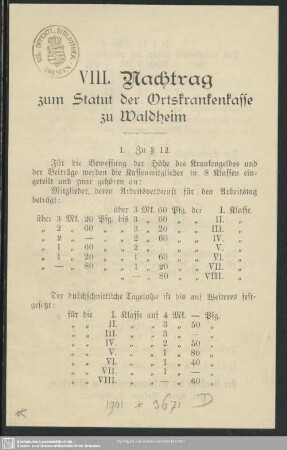 VIII. Nachtrag
zum Statut der Ortskrankenkasse
zu Waldheim
1. Zu § 12.
Für die Bemessung der Höhe des Krankengeldes und
der Beiträge werden die Kassenmitglieder in 8 Klassen ein-
geteilt und zwar gehören an:
Mitglieder, deren Arbeitsverdienst für den Arbeitstag
beträgt:
über 3 Mk. 60 Pfg. der I. Klasse
über 3 Mk. 20 Pfg. bis 3 „ 60 „ „ II. „
„ 2 „ 60 „ „ 3 „ 20 „ „ III. „
„ 2 „ — „ „ 2 „ 60 „ „ IV. „
„ 1 „ 60 „ „ 2 „ — „ „ V. „
„ 1 „ 20 „ „ 1 „ 60 „ „ VI. „
„ — „ 80 „ „ 1 „ 20 „ „ VII. „
„ 80 „ „ VIII. „
Der durchschnittliche Tagelohn ist bis auf Weiteres fest-
gesetzt:
für die I. Klasse auf 4 Mk. — Pfg.
„ „ II. „ „ 3 „ 50 „
„ „ III. „ „ 3 „ — „
„ „ IV. „ „ 2 „ 50 „
„ „ V. „ „ 1 „ 80 „
„ „ VI. „ „ 1 „ 40 „
„ „ VII. „ „ 1 „ — „
„ „ VIII. „ „ — „ 60 „
1901 * 3671 D